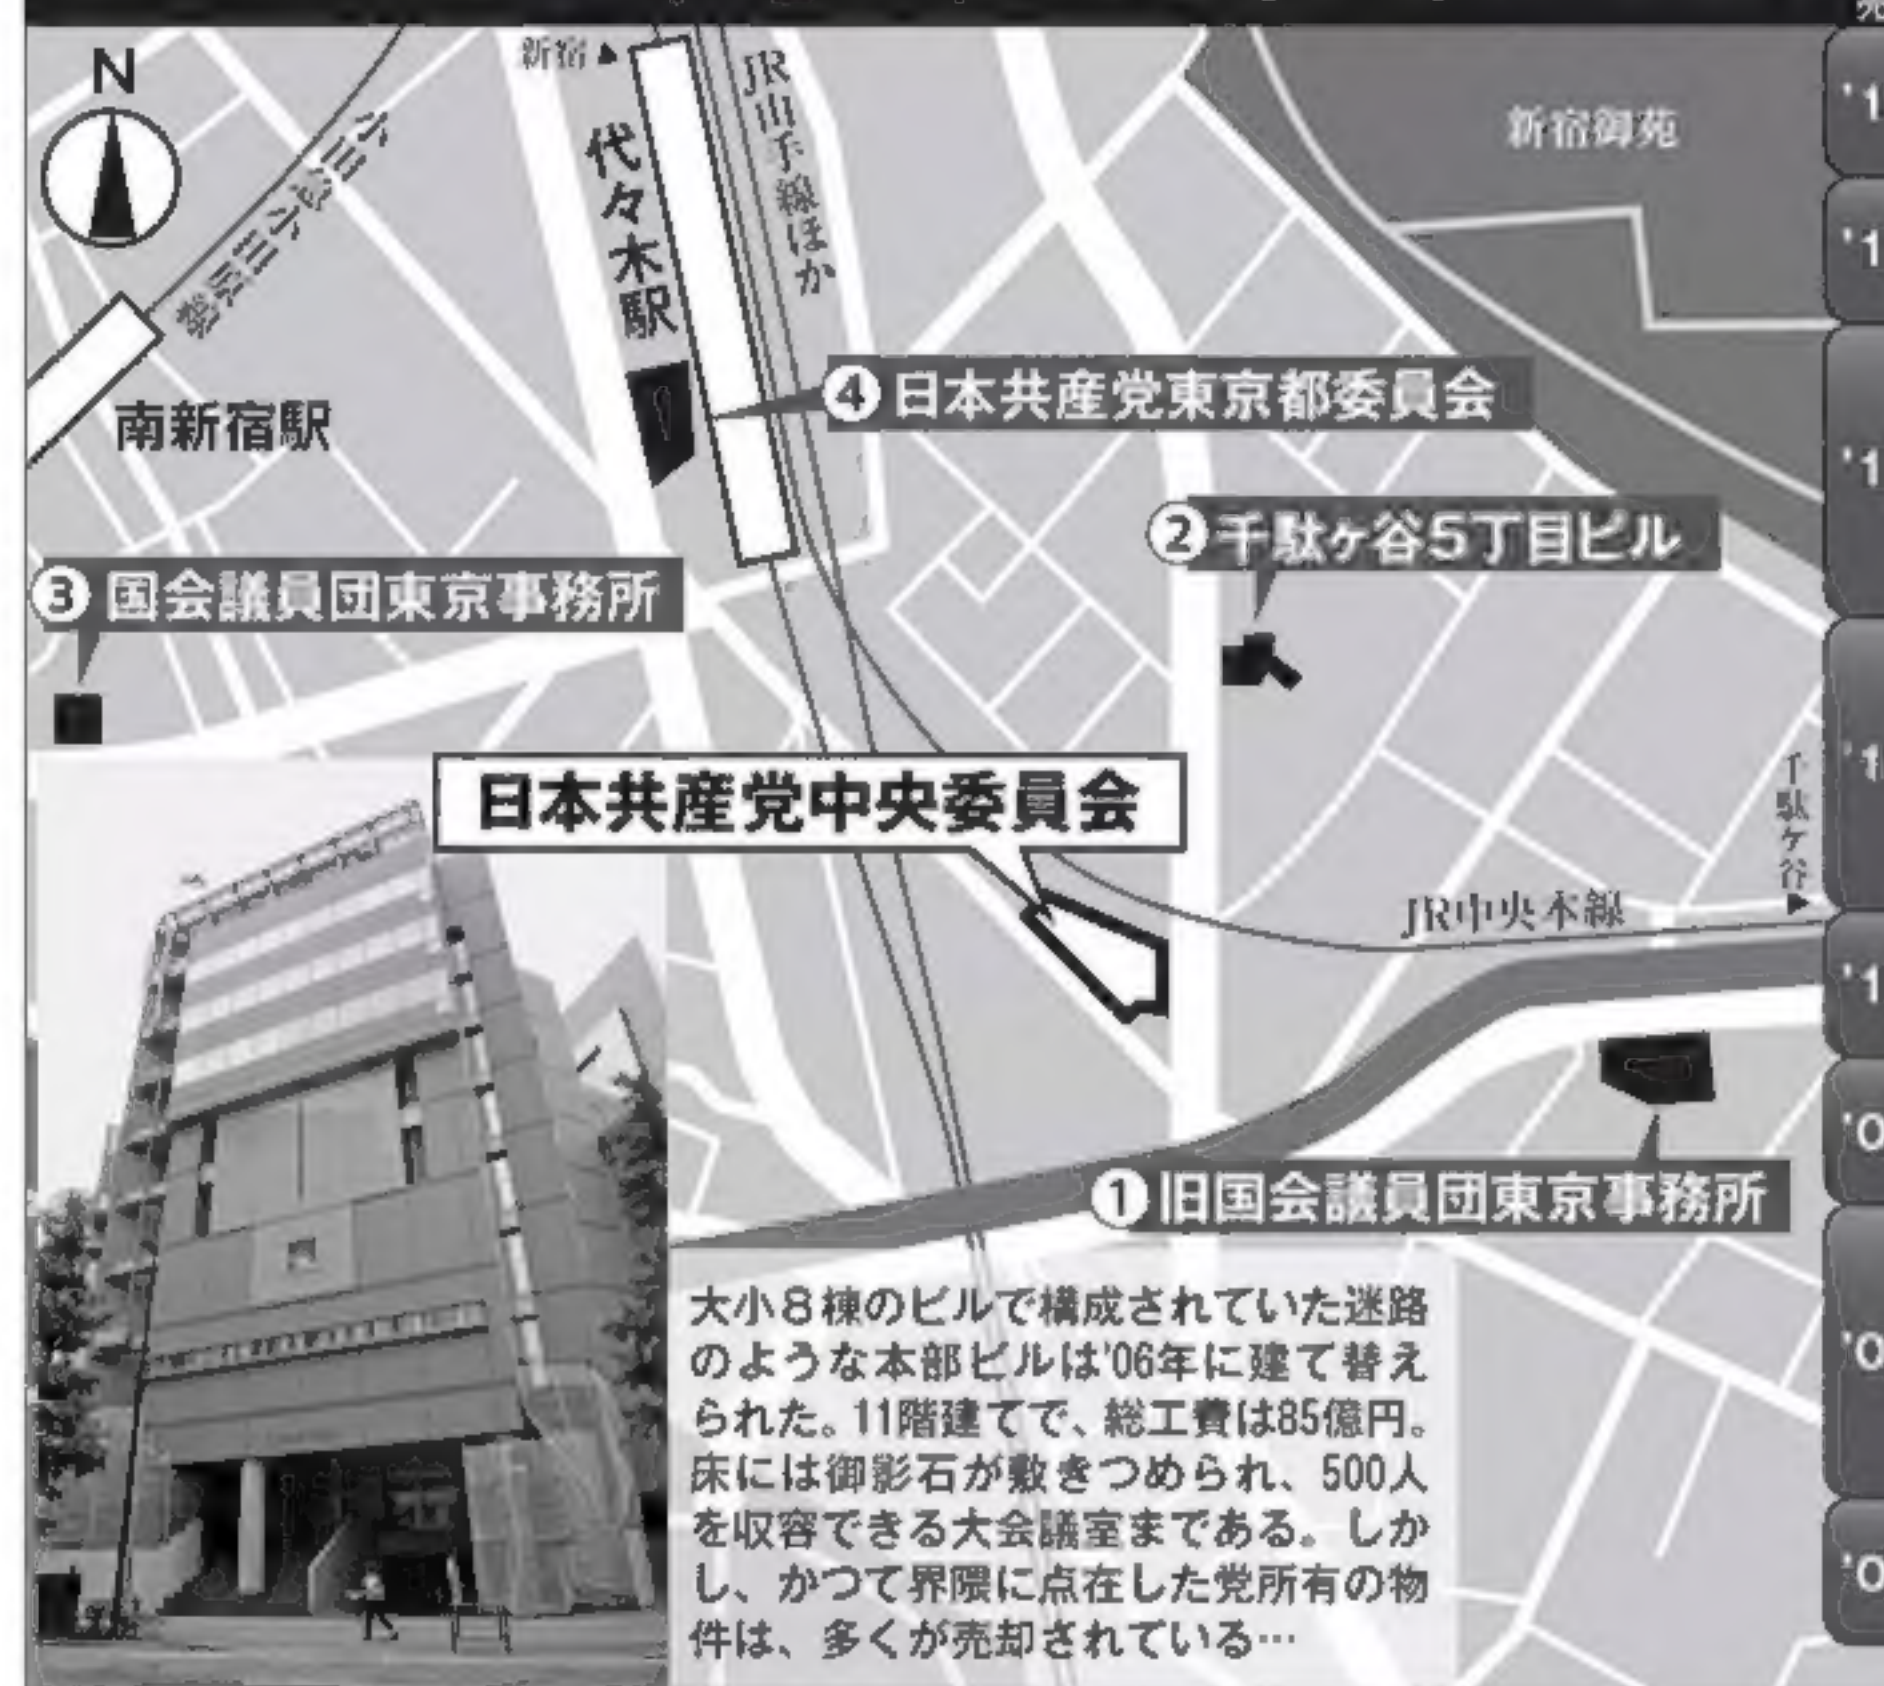 N
新宿▲
JR山手線ほか
小田急小田原線
代々木駅
新宿御苑
南新宿駅
④日本共産党東京都委員会
②千駄ヶ谷5丁目ビル
③国会議員団東京事務所
日本共産党中央委員会
千駄ヶ谷▶
JR中央本線
①旧国会議員団東京事務所
大小8棟のビルで構成されていた迷路
のような本部ビルは'06年に建て替え
られた。11階建てで、総工費は85億円。
床には御影石が敷きつめられ、500人
を収容できる大会議室まである。しか
し、かつて界隈に点在した党所有の物
件は、多くが売却されている…
'1
'1
'1
'1
'1
'0
'0
'0